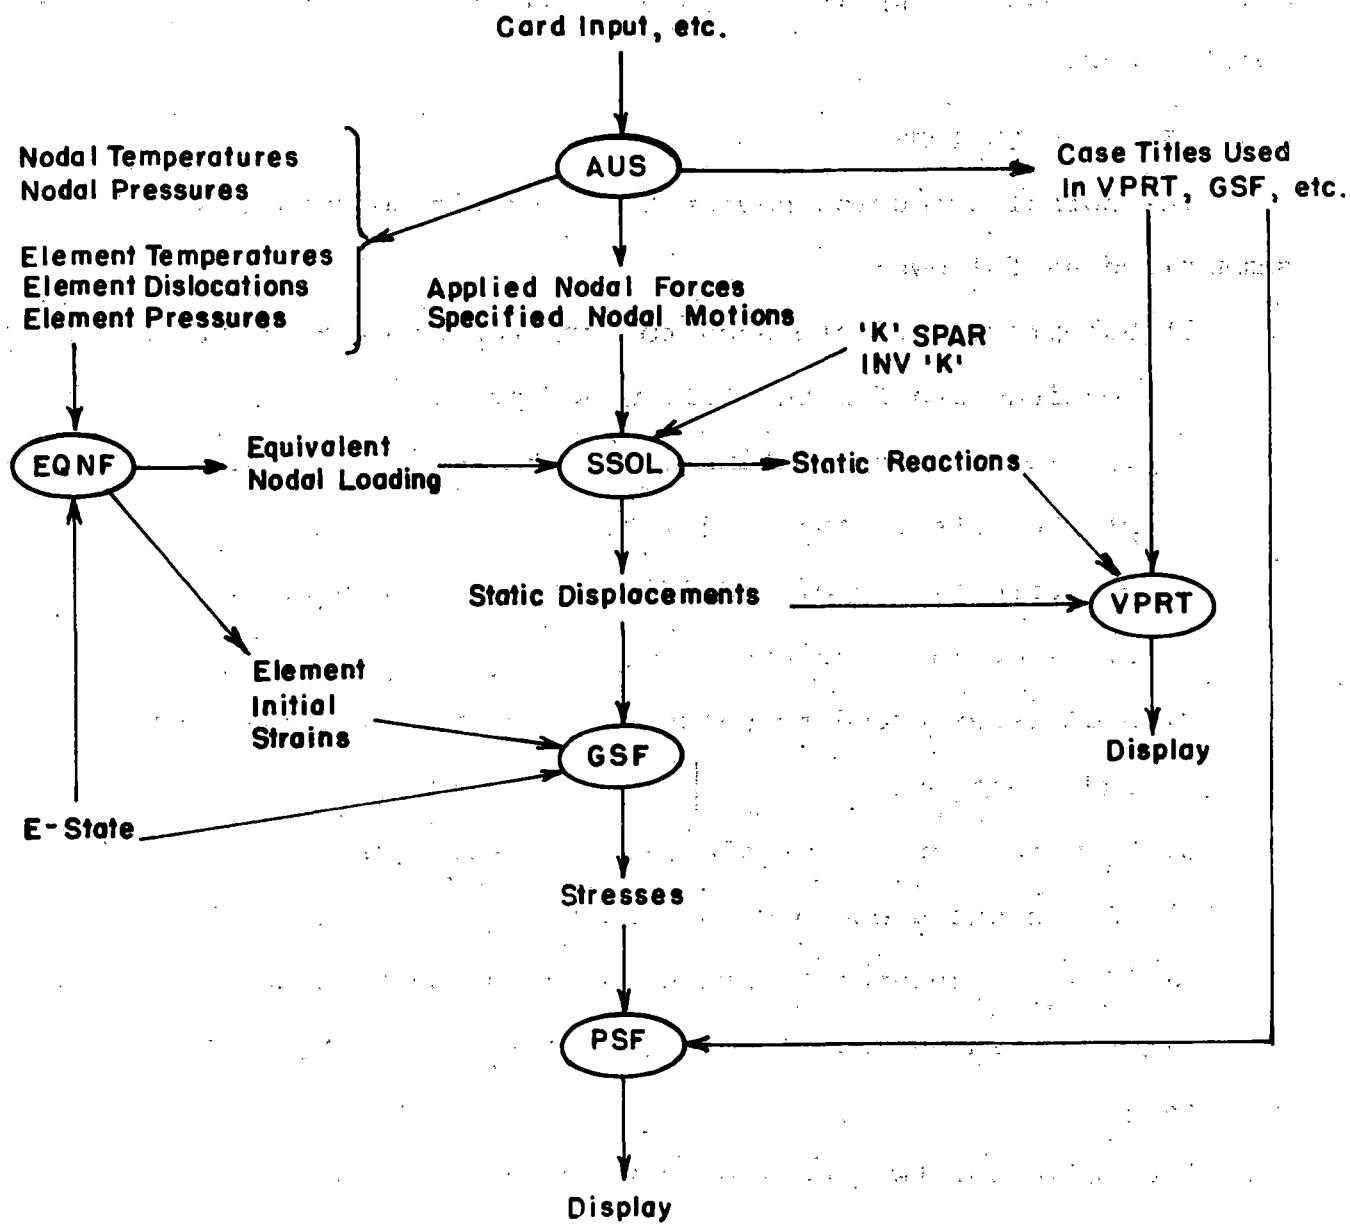 Card Input, etc.
AUS
Nodal Temperatures
Nodal Pressures
Element Temperatures
Element Dislocations
Element Pressures
Case Titles Used
In VPRT, GSF, etc.
Applied Nodal Forces
Specified Nodal Motions
'K' SPAR
INV 'K'
EQNF
Equivalent
Nodal Loading
SSOL
Static Reactions
Static Displacements
VPRT
Element
Initial
Strains
GSF
Display
E-State
Stresses
PSF
Display